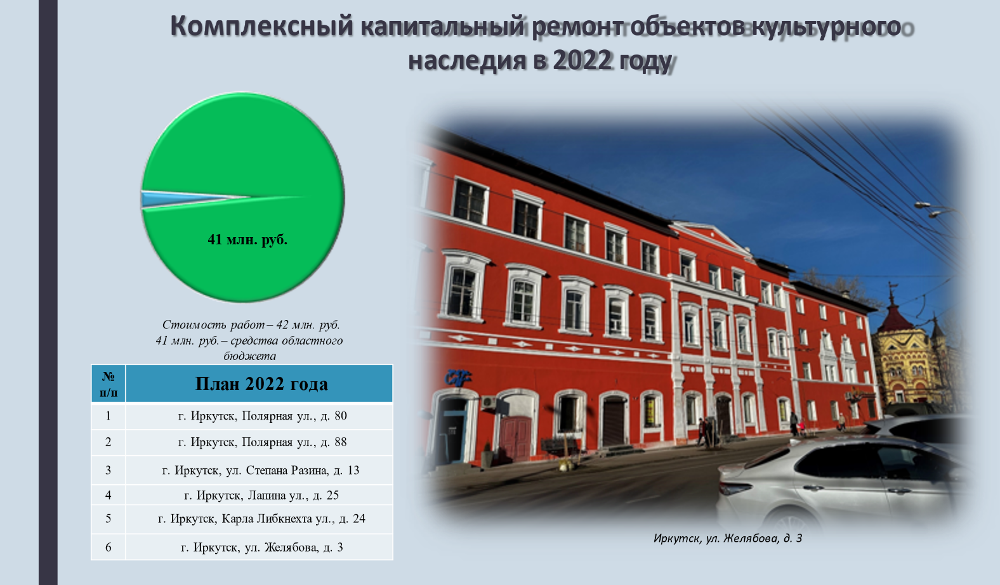 Комплексный капитальный ремонт объектов культурного
наследия в 2022 году
41 млн. руб.
Стоимость работ – 42 млн. руб.
41 млн. руб. – средства областного
бюджета
№
п/п
План 2022 года
1 г. Иркутск, Полярная ул., д. 80
2 г. Иркутск, Полярная ул., д. 88
3 г. Иркутск, ул. Степана Разина, д. 13
4 г. Иркутск, Лапина ул., д. 25
5 г. Иркутск, Карла Либкнехта ул., д. 24
6 г. Иркутск, ул. Желябова, д. 3
Иркутск, ул. Желябова, д. 3